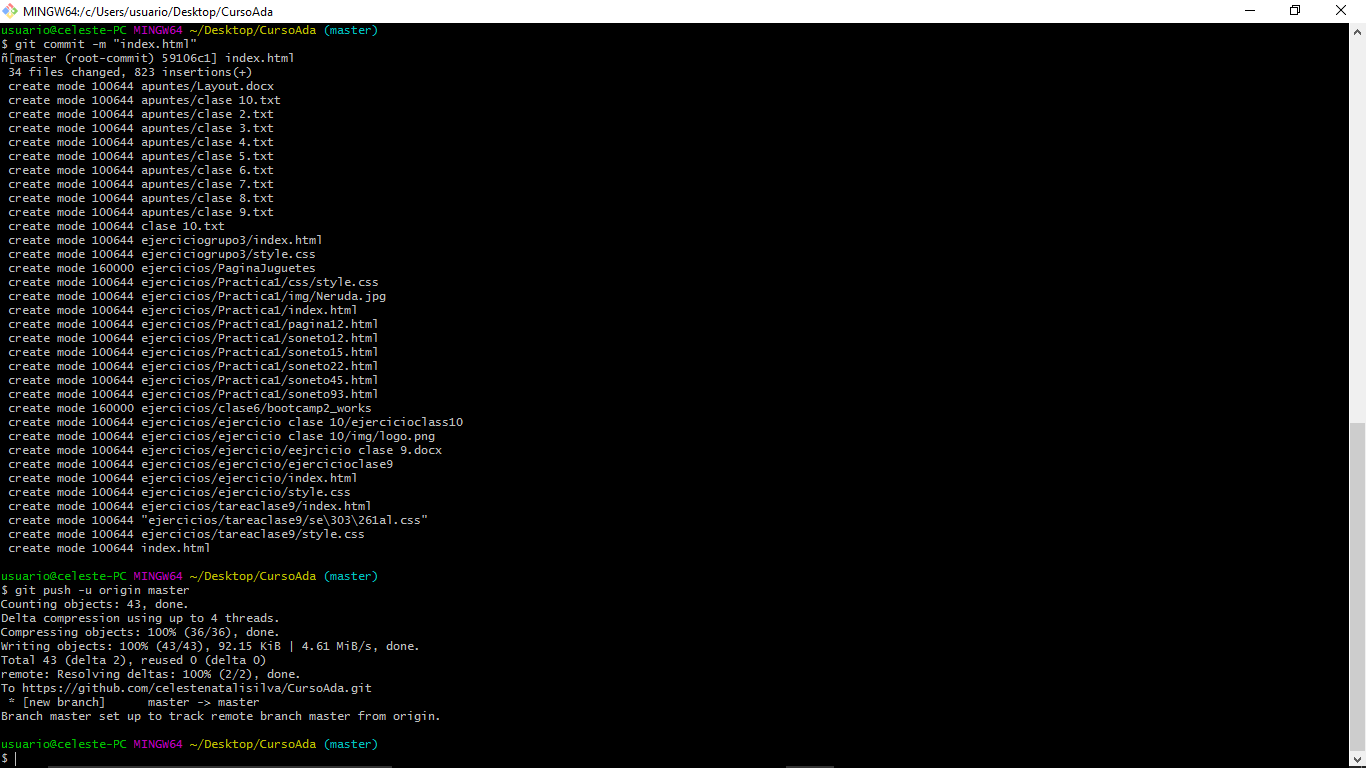 MINGW64:/c/Users/usuario/Desktop/CursoAda
usuario@celeste-PC MINGW64 ~/Desktop/CursoAda (master)
$ git commit -m "index.html"
ñ[master (root-commit) 59106c1] index.html
 34 files changed, 823 insertions(+)
 create mode 100644 apuntes/Layout.docx
 create mode 100644 apuntes/clase 10.txt
 create mode 100644 apuntes/clase 2.txt
 create mode 100644 apuntes/clase 3.txt
 create mode 100644 apuntes/clase 4.txt
 create mode 100644 apuntes/clase 5.txt
 create mode 100644 apuntes/clase 6.txt
 create mode 100644 apuntes/clase 7.txt
 create mode 100644 apuntes/clase 8.txt
 create mode 100644 apuntes/clase 9.txt
 create mode 100644 clase 10.txt
 create mode 100644 ejerciciogrupo3/index.html
 create mode 100644 ejerciciogrupo3/style.css
 create mode 160000 ejercicios/PaginaJuguetes
 create mode 100644 ejercicios/Practica1/css/style.css
 create mode 100644 ejercicios/Practica1/img/Neruda.jpg
 create mode 100644 ejercicios/Practica1/index.html
 create mode 100644 ejercicios/Practica1/pagina12.html
 create mode 100644 ejercicios/Practica1/soneto12.html
 create mode 100644 ejercicios/Practica1/soneto15.html
 create mode 100644 ejercicios/Practica1/soneto22.html
 create mode 100644 ejercicios/Practica1/soneto45.html
 create mode 100644 ejercicios/Practica1/soneto93.html
 create mode 160000 ejercicios/clase6/bootcamp2_works
 create mode 100644 ejercicios/ejercicio clase 10/ejercicioclass10
 create mode 100644 ejercicios/ejercicio clase 10/img/logo.png
 create mode 100644 ejercicios/ejercicio/eejrcicio clase 9.docx
 create mode 100644 ejercicios/ejercicio/ejercicioclase9
 create mode 100644 ejercicios/ejercicio/index.html
 create mode 100644 ejercicios/ejercicio/style.css
 create mode 100644 ejercicios/tareaclase9/index.html
 create mode 100644 "ejercicios/tareaclase9/se\303\261al.css"
 create mode 100644 ejercicios/tareaclase9/style.css
 create mode 100644 index.html
usuario@celeste-PC MINGW64 ~/Desktop/CursoAda (master)
$ git push -u origin master
Counting objects: 43, done.
Delta compression using up to 4 threads.
Compressing objects: 100% (36/36), done.
Writing objects: 100% (43/43), 92.15 KiB | 4.61 MiB/s, done.
Total 43 (delta 2), reused 0 (delta 0)
remote: Resolving deltas: 100% (2/2), done.
To https://github.com/celestenatalisilva/CursoAda.git
 * [new branch]      master -> master
Branch master set up to track remote branch master from origin.
usuario@celeste-PC MINGW64 ~/Desktop/CursoAda (master)
$